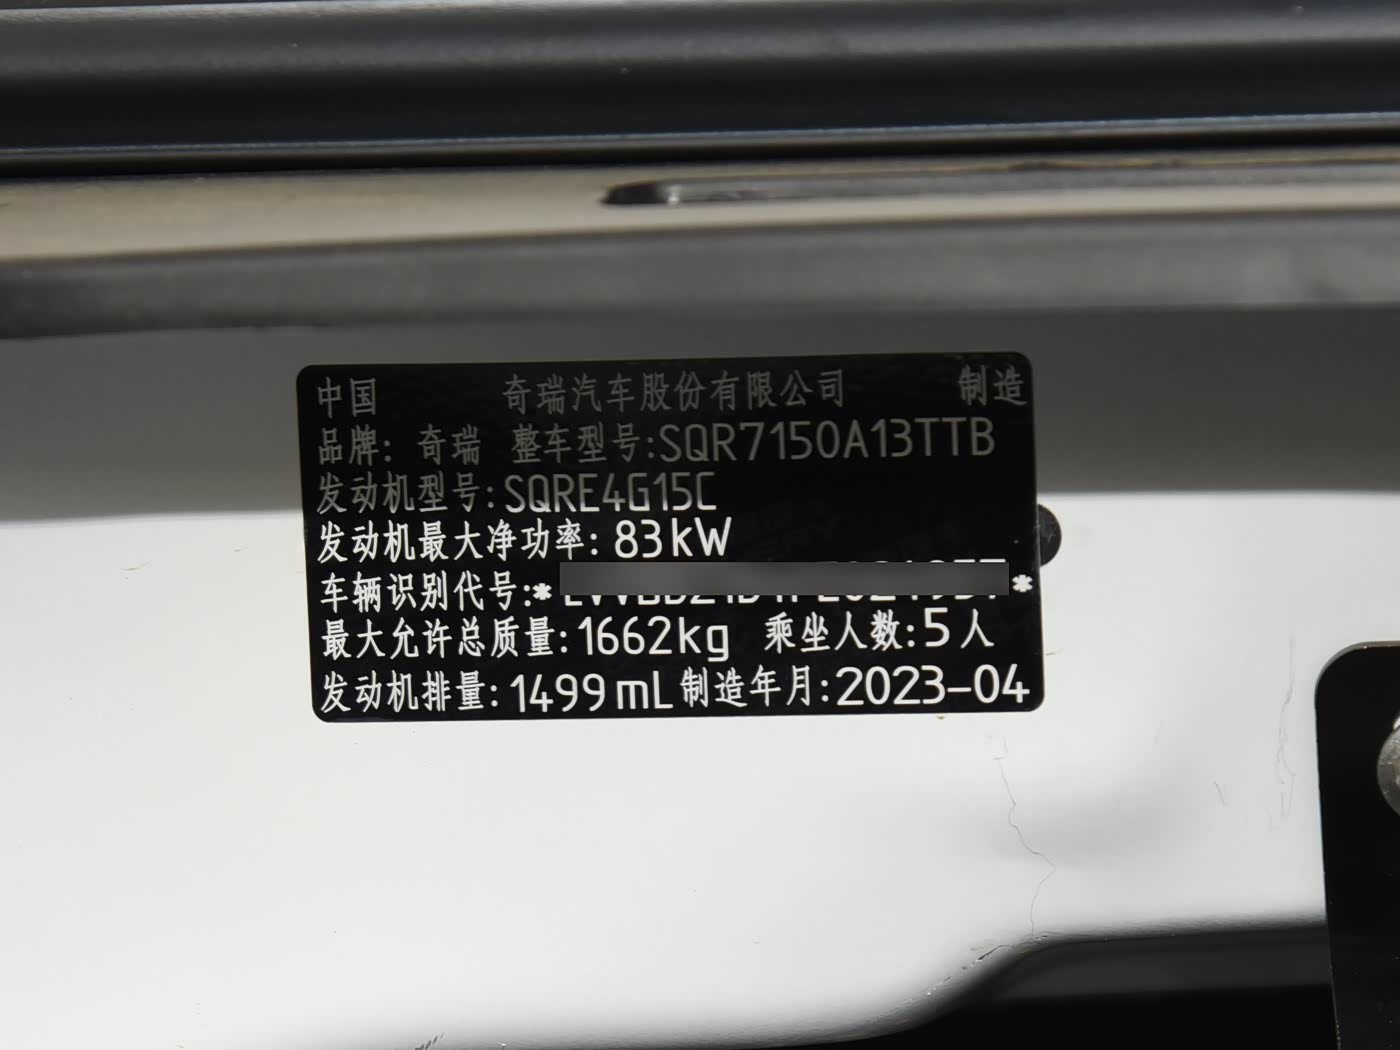 中国 奇瑞汽车股份有限公司 制造
品牌: 奇瑞 整车型号:SQR7150A13TTB
发动机型号:SQRE4G15C
发动机最大净功率: 83kW
车辆识别代号:* *
最大允许总质量:1662kg 乘坐人数:5人
发动机排量: 1499mL 制造年月:2023-04